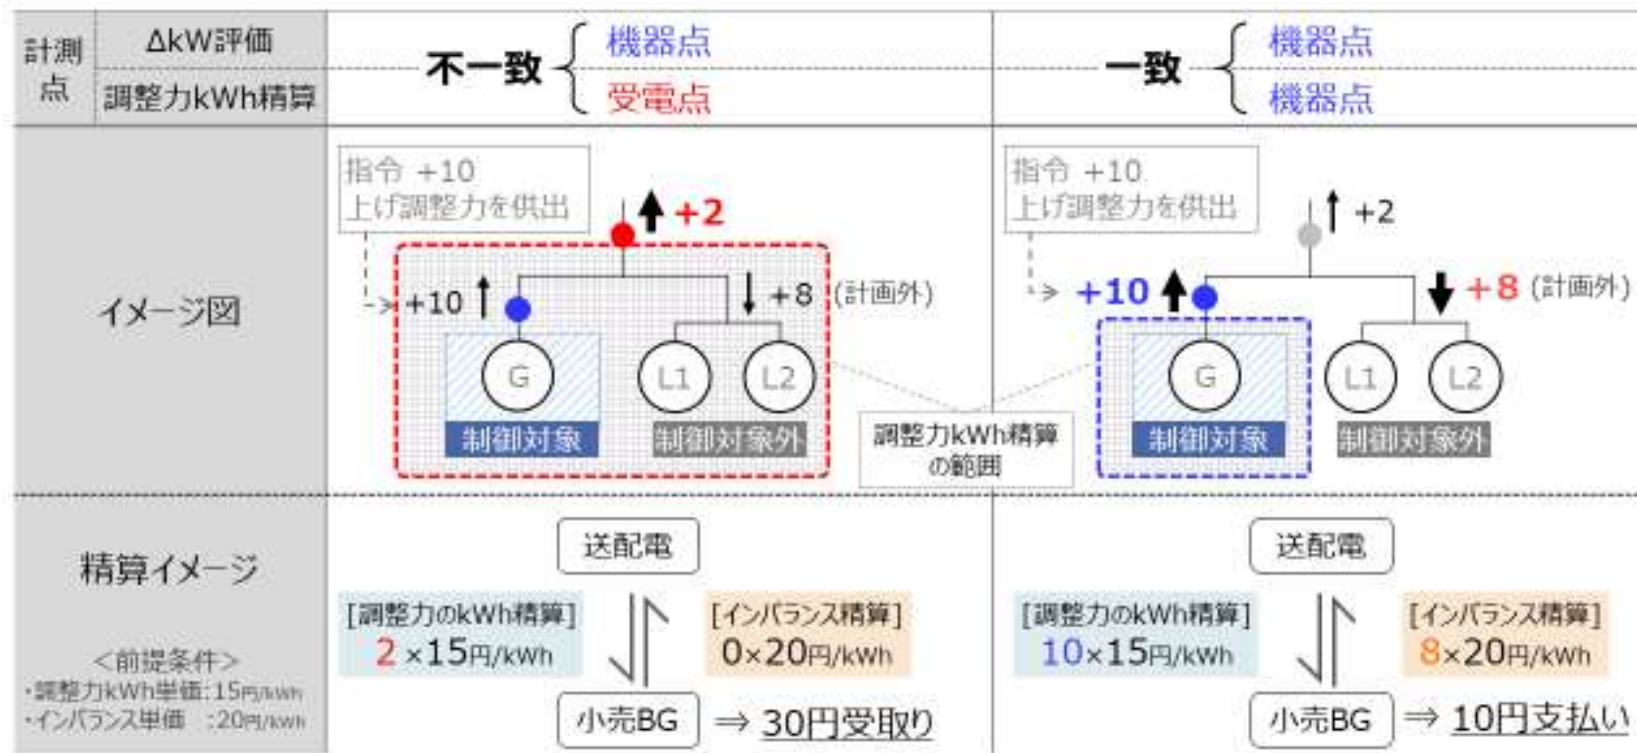 計測点
ΔkW評価
調整力kWh精算
不一致
機器点
受電点
一致
機器点
機器点
イメージ図
指令 +10
上げ調整力を供出
+2
+10
+8 (計画外)
G
L1
L2
制御対象
制御対象外
調整力kWh精算
の範囲
指令 +10
上げ調整力を供出
+2
+10
+8 (計画外)
G
L1
L2
制御対象
制御対象外
精算イメージ
<前提条件>
・調整力kWh単価:15円/kWh
・インバランス単価 :20円/kWh
送配電
[調整力のkWh精算]
2×15円/kWh
[インバランス精算]
0×20円/kWh
小売BG
⇒ 30円受取り
送配電
[調整力のkWh精算]
10×15円/kWh
[インバランス精算]
8×20円/kWh
小売BG
⇒ 10円支払い